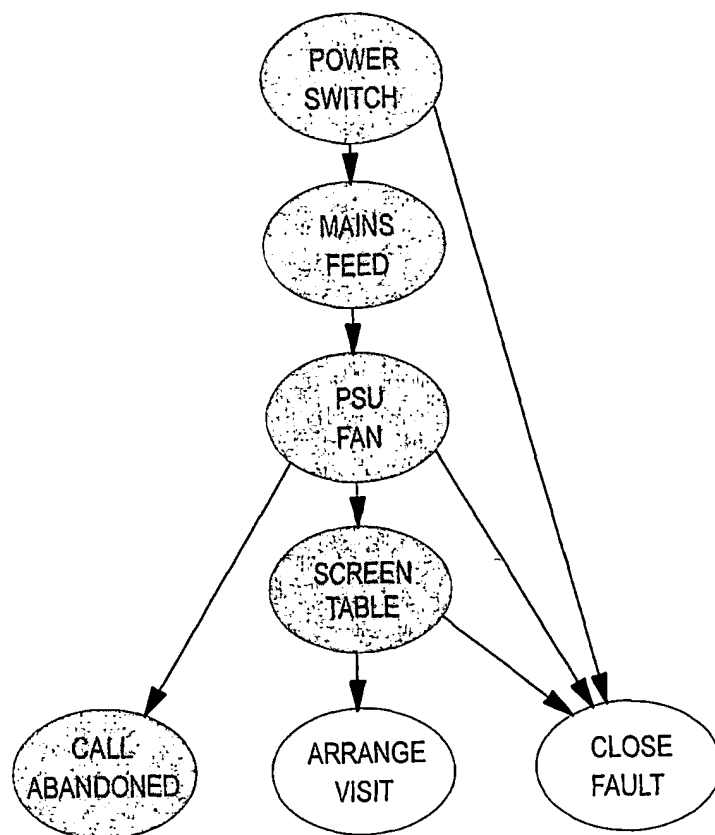 POWER
SWITCH
MAINS
FEED
PSU
FAN
SCREEN
TABLE
CALL
ABANDONED
ARRANGE
VISIT
CLOSE
FAULT